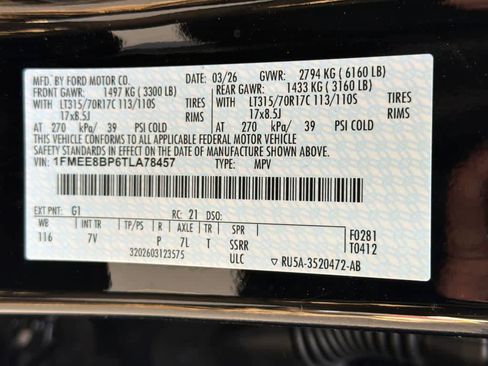 MFD. BY FORD MOTOR CO. 03/26 GVWR: 2794 KG ( 6160 LB)
FRONT GAWR: 1497 KG ( 3300 LB) REAR GAWR: 1433 KG ( 3160 LB)
WITH LT315/70R17C 113/110S TIRES WITH LT315/70R17C 113/110S TIRES
17x8.5J RIMS 17x8.5J RIMS
AT 270 kPa/ 39 PSI COLD AT 270 kPa/ 39 PSI COLD
THIS VEHICLE CONFORMS TO ALL APPLICABLE FEDERAL MOTOR VEHICLE
SAFETY STANDARDS IN EFFECT ON THE DATE OF MANUFACTURE SHOWN ABOVE.
VIN: 1FMEE8BP6TLA78457 TYPE: MPV
EXT PNT: G1 RC: 21 DSO:
WB INT TR TP/PS R AXLE TR SPR F0281
116 7V P 7L T SSRR T0412
3202603123575 ULC ▽ RU5A-3520472-AB